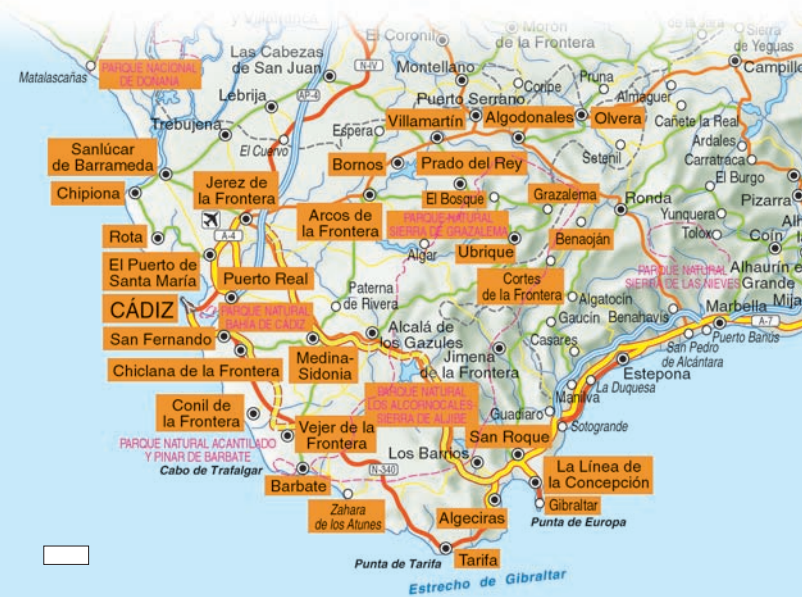 y Villafranca
El Coronil
Morón
de la Frontera
de la Jara
Sierra
de Yeguas
Las Cabezas
de San Juan
N-IV
Matalascañas
PARQUE NACIONAL
DE DOÑANA
Montellano
Coripe
Pruna
Campillo
Lebrija
AP-4
Puerto Serrano
Almaguer
Trebujena
Espera
Villamartín
Algodonales
Olvera
Cañete la Real
El Cuervo
Ardales
Sanlúcar
de Barrameda
Bornos
Prado del Rey
Setenil
Carratraca
Chipiona
Jerez de
la Frontera
El Bosque
Grazalema
Ronda
El Burgo
Pizarra
Arcos de
la Frontera
PARQUE NATURAL
SIERRA DE GRAZALEMA
Yunquera
Rota
A-4
Benaoján
Tolox
Coín
El Puerto de
Santa María
Algar
Ubrique
Puerto Real
Cortes
de la Frontera
PARQUE NATURAL
SIERRA DE LAS NIEVES
Alhaurín e
Grande
Mija
CÁDIZ
Paterna
de Rivera
Algatocín
Marbella
PARQUE NATURAL
BAHIA DE CÁDIZ
Gaucín
Benahavís
A-7
San Fernando
Alcalá de
los Gazules
Casares
Puerto Banús
Medina-
Sidonia
Jimena
de la Frontera
San Pedro
de Alcántara
Chiclana de la Frontera
Estepona
PARQUE NATURAL
LOS ALCORNOCALES-
SIERRA DE ALJIBE
Manilva
La Duquesa
Conil de
la Frontera
Guadiaro
Vejer de la
Frontera
Sotogrande
PARQUE NATURAL ACANTILADO
Y PINAR DE BARBATE
San Roque
Cabo de Trafalgar
N-340
Los Barrios
La Línea de
la Concepción
Barbate
Gibraltar
Zahara
de los Atunes
Algeciras
Punta de Europa
Punta de Tarifa
Tarifa
Estrecho de Gibraltar